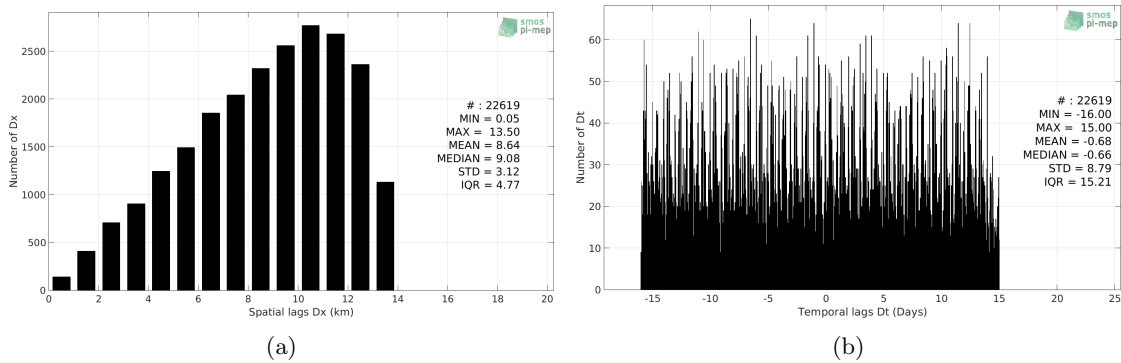 smos
pi-mep
2500
2000
1500
1000
500
0
Number of Dx
# : 22619
MIN = 0.05
MAX = 13.50
MEAN = 8.64
MEDIAN = 9.08
STD = 3.12
IQR = 4.77
0 2 4 6 8 10 12 14 16 18 20
Spatial lags Dx (km)
(a)
smos
pi-mep
60
50
40
30
20
10
0
Number of Dt
# : 22619
MIN = -16.00
MAX = 15.00
MEAN = -0.68
MEDIAN = -0.66
STD = 8.79
IQR = 15.21
-15 -10 -5 0 5 10 15 20 25
Temporal lags Dt (Days)
(b)